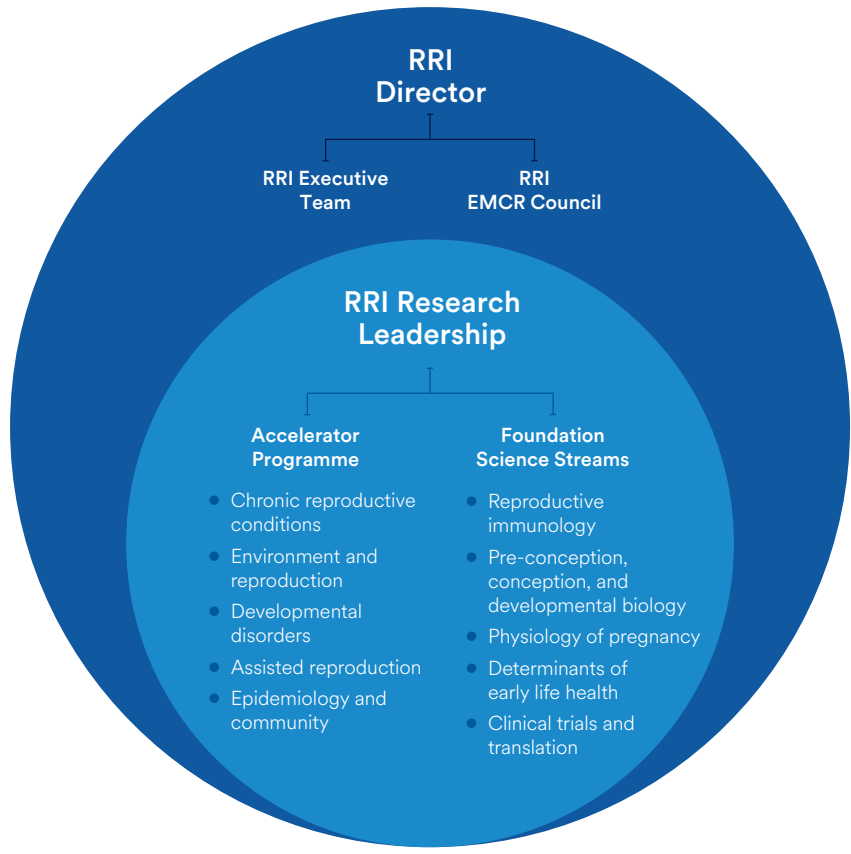 RRI
Director
RRI Executive
Team
RRI
EMCR Council
RRI Research
Leadership
Accelerator
Programme
Chronic reproductive
conditions
Environment and
reproduction
Developmental
disorders
Assisted reproduction
Epidemiology and
community
Foundation
Science Streams
Reproductive
immunology
Pre-conception,
conception, and
developmental biology
Physiology of pregnancy
Determinants of
early life health
Clinical trials and
translation